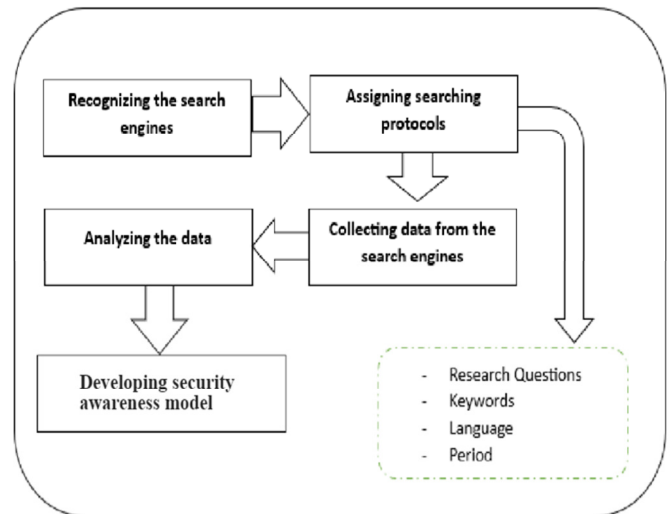 Recognizing the search
engines
Assigning searching
protocols
Collecting data from the
search engines
Analyzing the data
Developing security
awareness model
- Research Questions
- Keywords
- Language
- Period